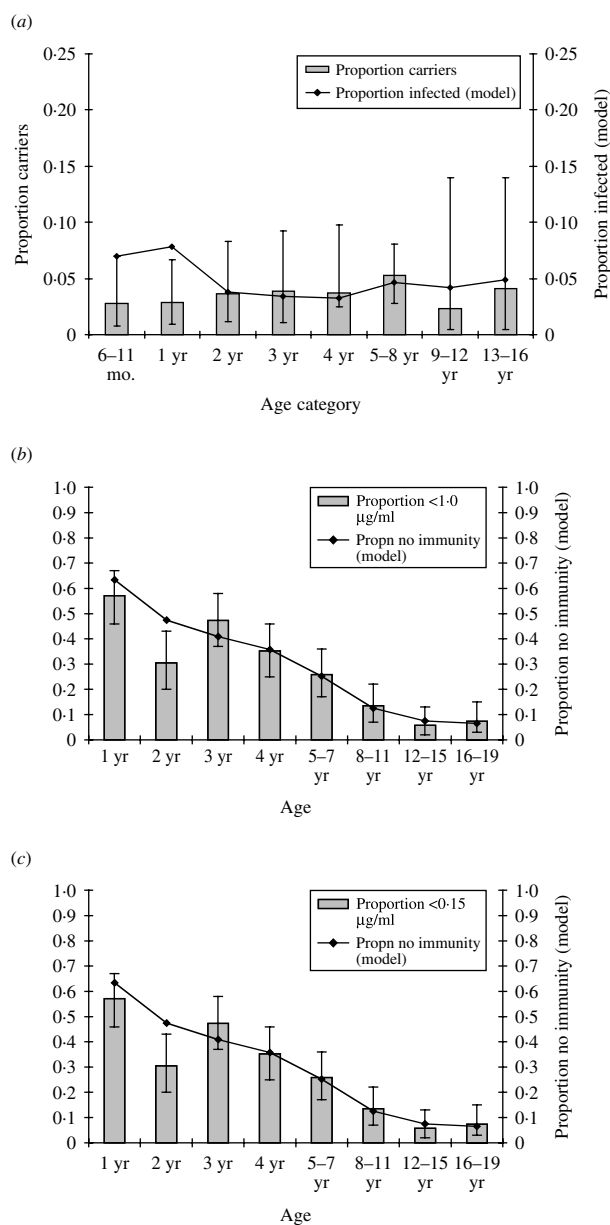 (a)
0·25
0·20
0·15
0·10
0·05
0
Proportion carriers
Proportion carriers
Proportion infected (model)
0·25
0·20
0·15
0·10
0·05
0
Proportion infected (model)
6–11 mo.
1 yr
2 yr
3 yr
4 yr
5–8 yr
9–12 yr
13–16 yr
Age category
(b)
1·0
0·9
0·8
0·7
0·6
0·5
0·4
0·3
0·2
0·1
0
Proportion <1·0
µg/ml
Propn no immunity
(model)
1·0
0·9
0·8
0·7
0·6
0·5
0·4
0·3
0·2
0·1
0
Proportion no immunity (model)
1 yr
2 yr
3 yr
4 yr
5–7 yr
8–11 yr
12–15 yr
16–19 yr
Age
(c)
1·0
0·9
0·8
0·7
0·6
0·5
0·4
0·3
0·2
0·1
0
Proportion <0·15
µg/ml
Propn no immunity
(model)
1·0
0·9
0·8
0·7
0·6
0·5
0·4
0·3
0·2
0·1
0
Proportion no immunity (model)
1 yr
2 yr
3 yr
4 yr
5–7 yr
8–11 yr
12–15 yr
16–19 yr
Age